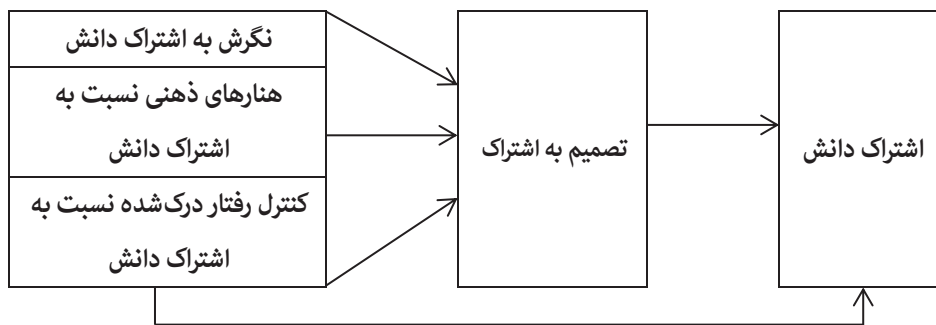 نگرش به اشتراک دانش
هنارهای ذهنی نسبت به
اشتراک دانش
کنترل رفتار درک‌شده نسبت به
اشتراک دانش
تصمیم به اشتراک
اشتراک دانش